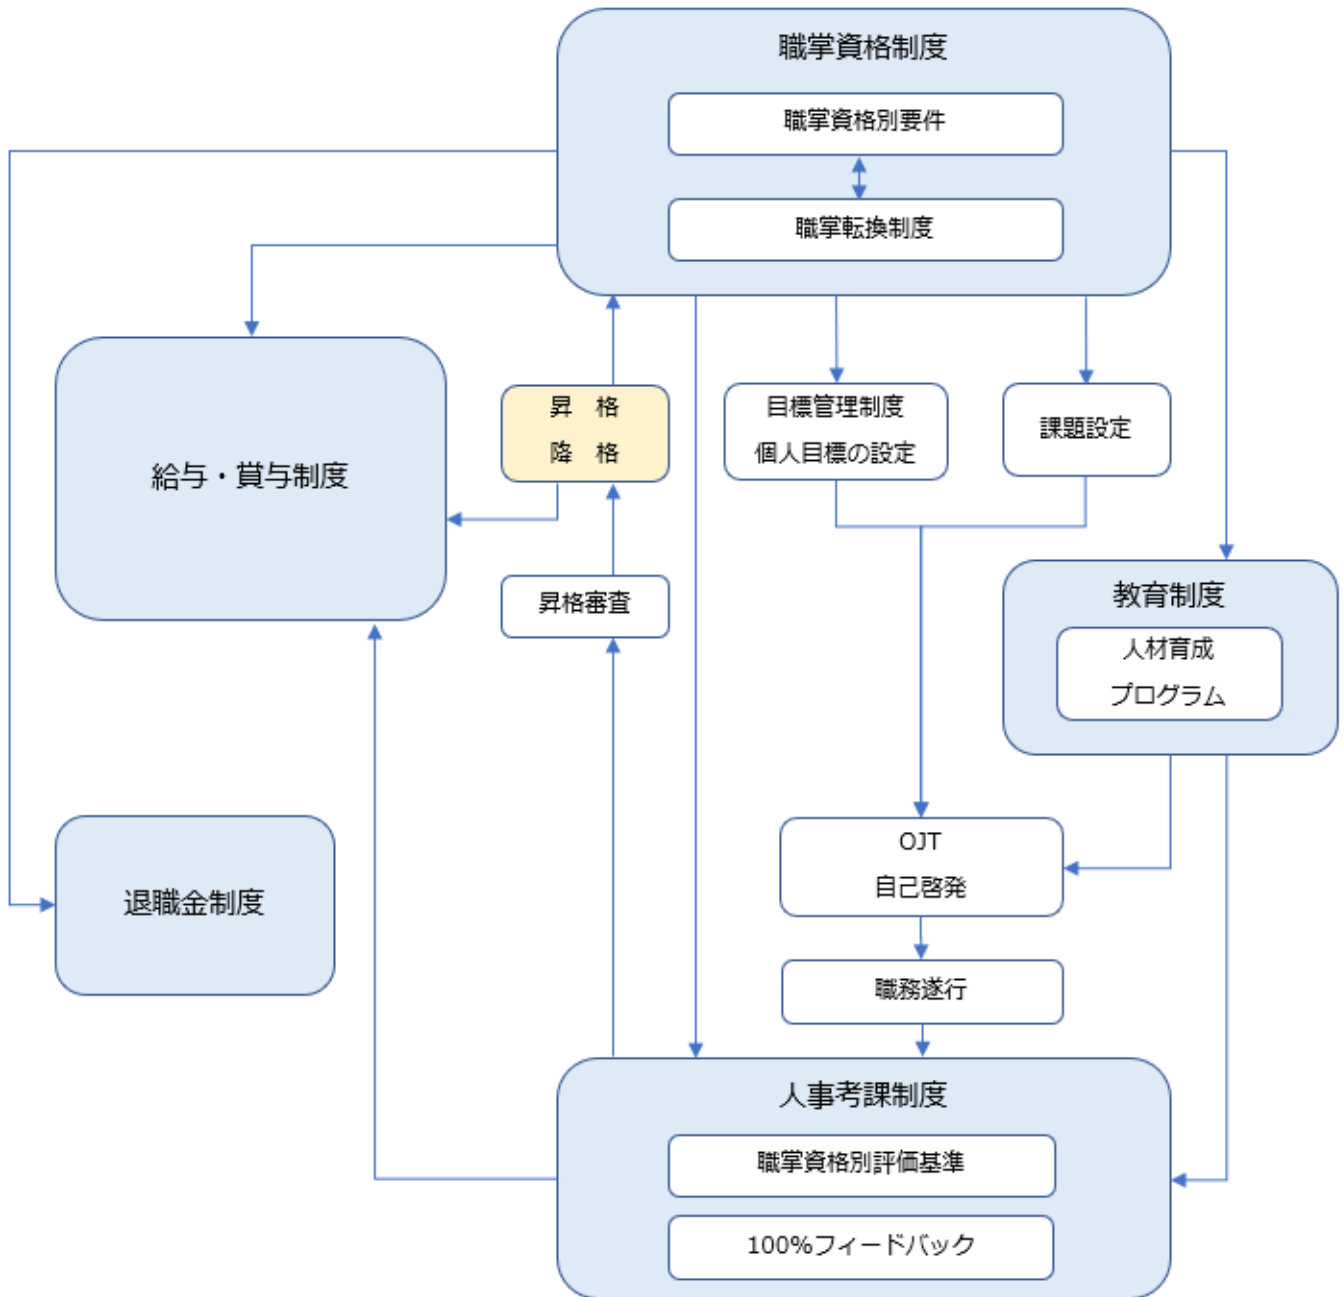 職掌資格制度
職掌資格別要件
職掌転換制度
昇　格
降　格
目標管理制度
個人目標の設定
課題設定
給与・賞与制度
昇格審査
教育制度
人材育成
プログラム
OJT
自己啓発
退職金制度
職務遂行
人事考課制度
職掌資格別評価基準
100%フィードバック